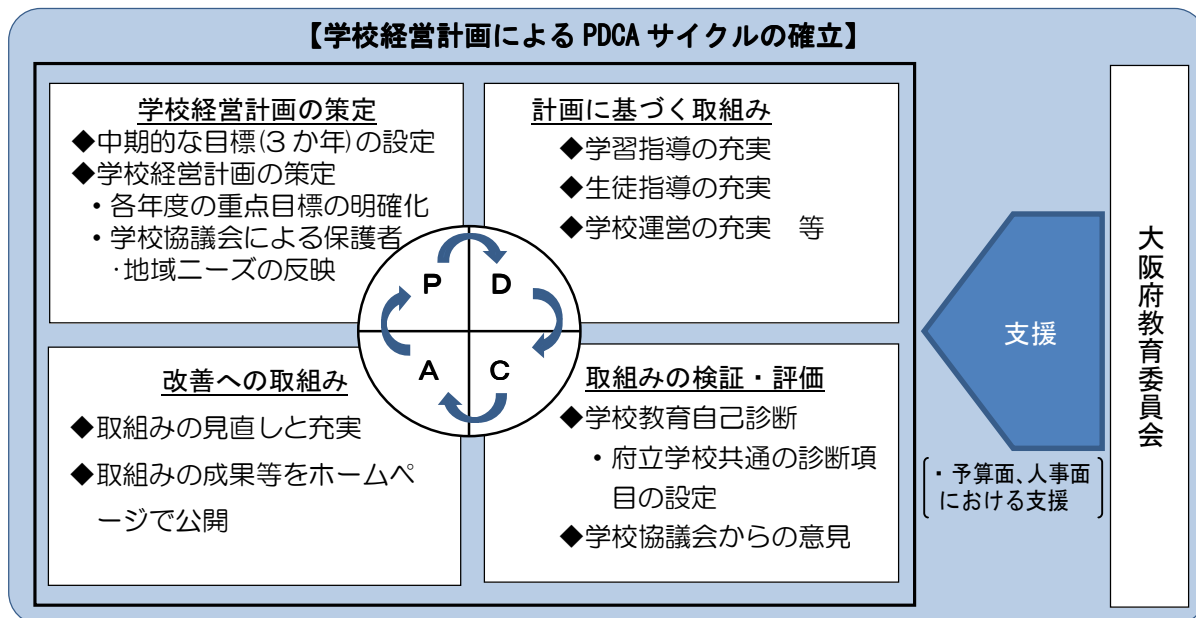 【学校経営計画による PDCA サイクルの確立】
学校経営計画の策定
◆中期的な目標(3 か年)の設定
◆学校経営計画の策定
・各年度の重点目標の明確化
・学校協議会による保護者
・地域ニーズの反映
計画に基づく取組み
◆学習指導の充実
◆生徒指導の充実
◆学校運営の充実 等
P
D
A
C
改善への取組み
◆取組みの見直しと充実
◆取組みの成果等をホームペ
ージで公開
取組みの検証・評価
◆学校教育自己診断
・府立学校共通の診断項
目の設定
◆学校協議会からの意見
支援
・予算面、人事面
における支援
大阪府教育委員会